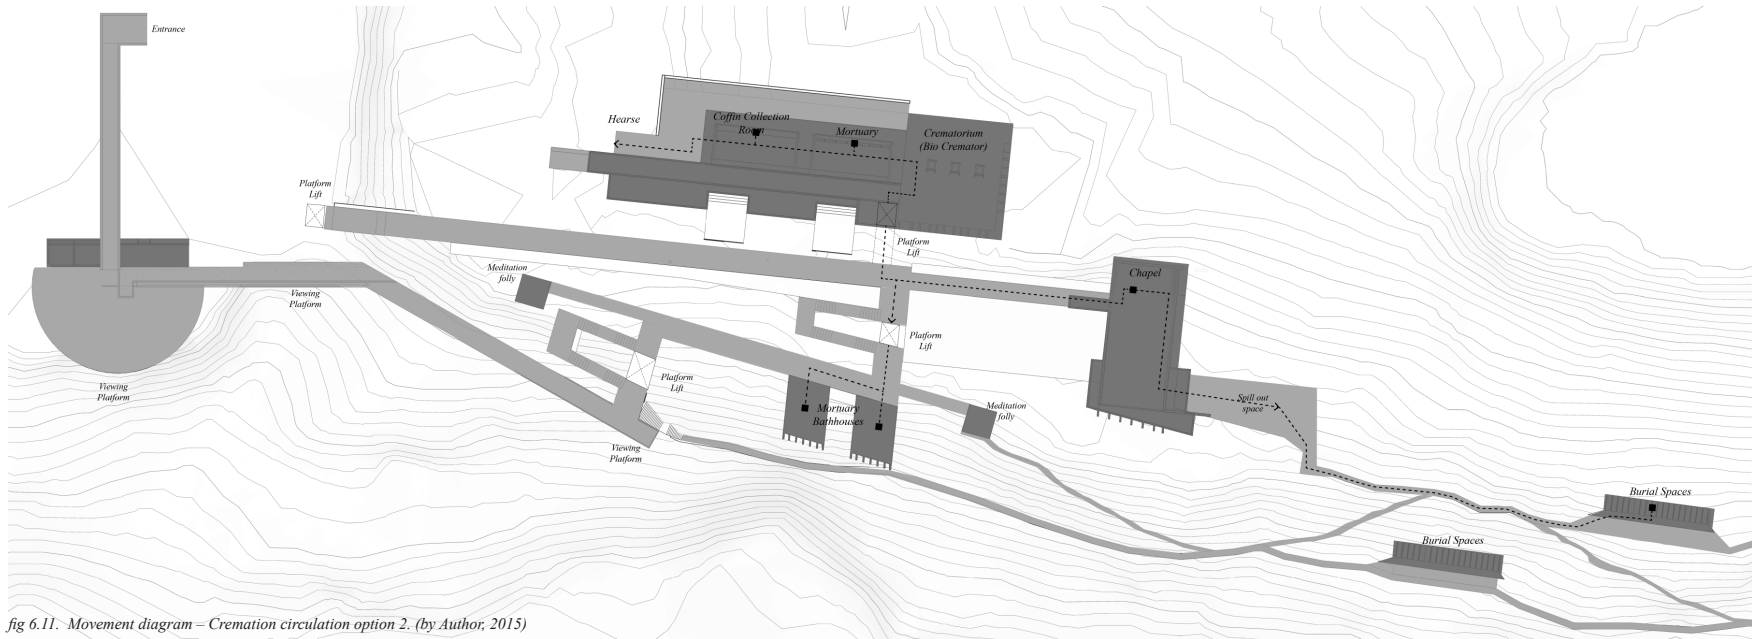 Entrance
Hearse
Coffin Collection
Room
Mortuary
Crematorium
(Bio Cremator)
Platform
Lift
Platform
Lift
Meditation
folly
Chapel
Viewing
Platform
Platform
Lift
Platform
Lift
Viewing
Platform
Mortuary
Bathhouses
Meditation
folly
Spill out
space
Viewing
Platform
Burial Spaces
Burial Spaces
fig 6.11. Movement diagram – Cremation circulation option 2. (by Author, 2015)